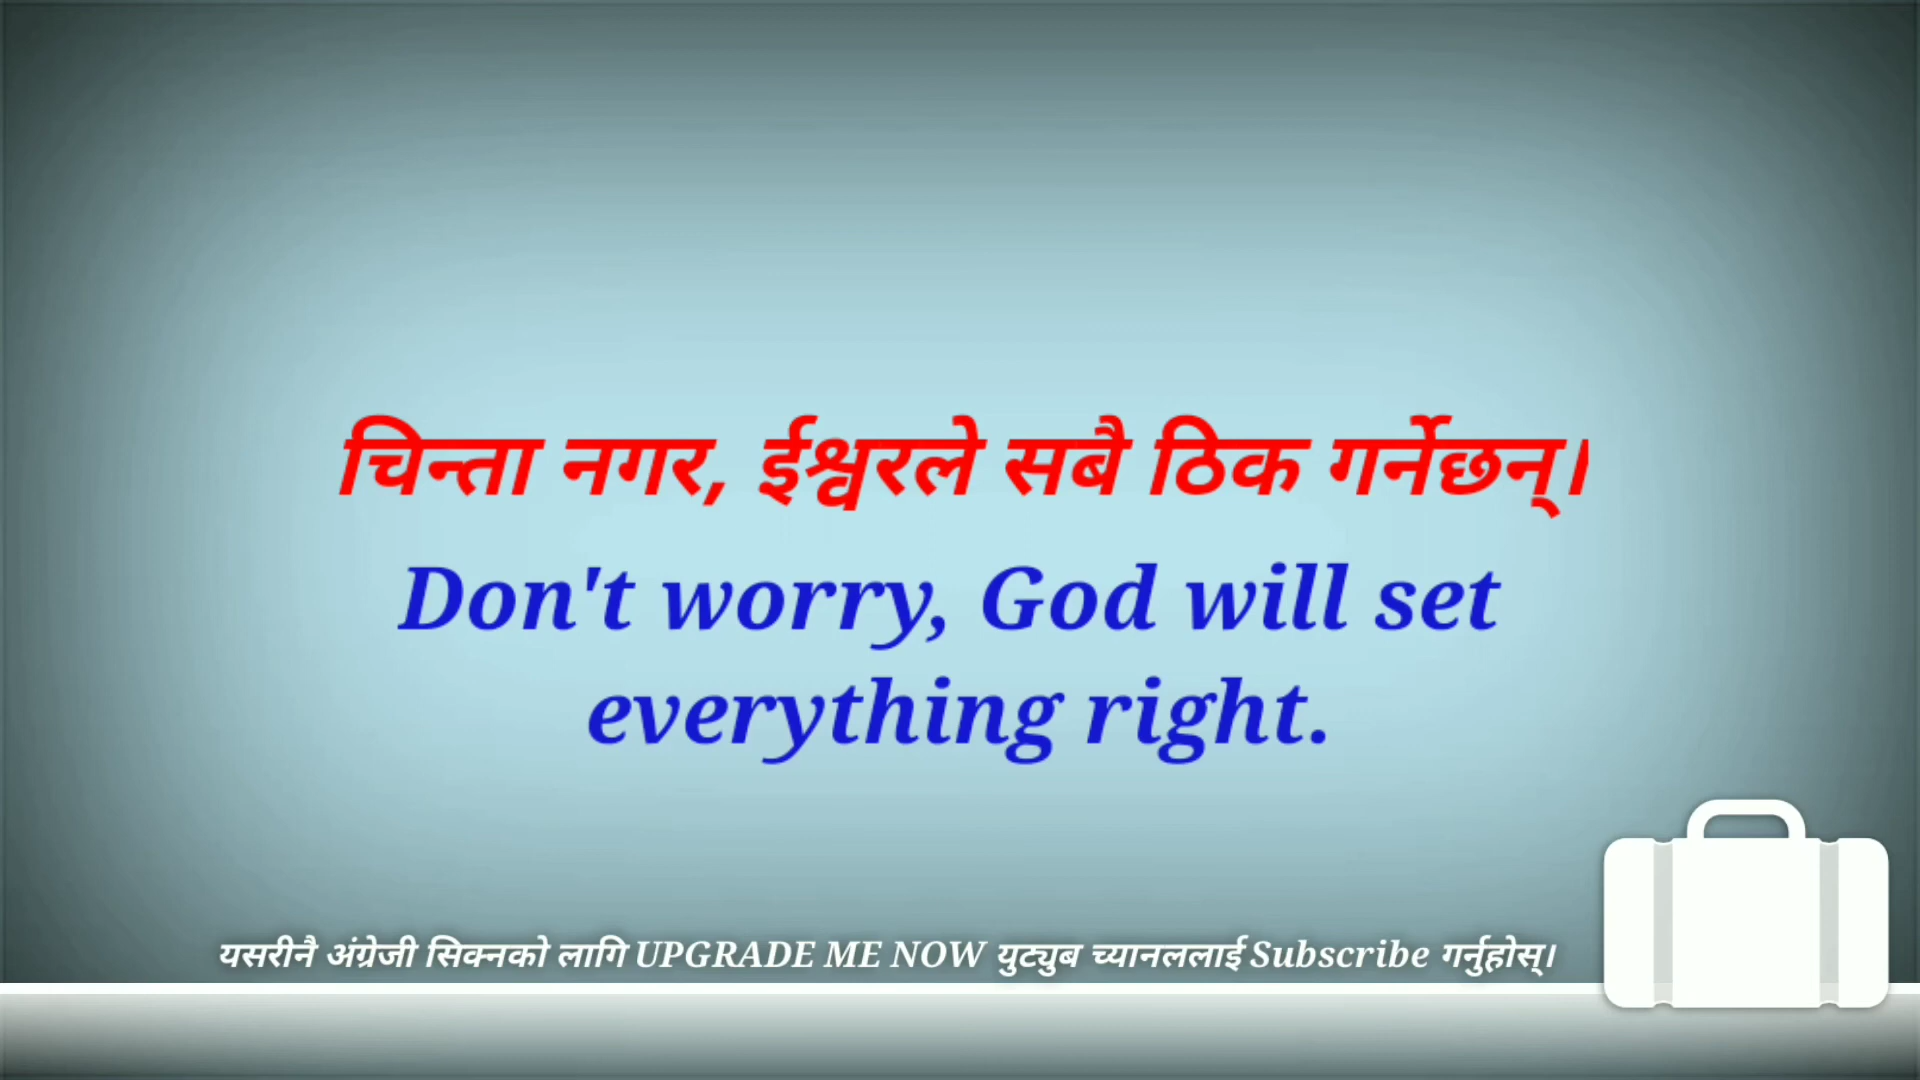 चिन्ता नगर, ईश्वरले सबै ठिक गर्नेछन्।
Don't worry, God will set
everything right.
यसरीनै अंग्रेजी सिक्नको लागि UPGRADE ME NOW युट्युब च्यानललाई Subscribe गर्नुहोस्।